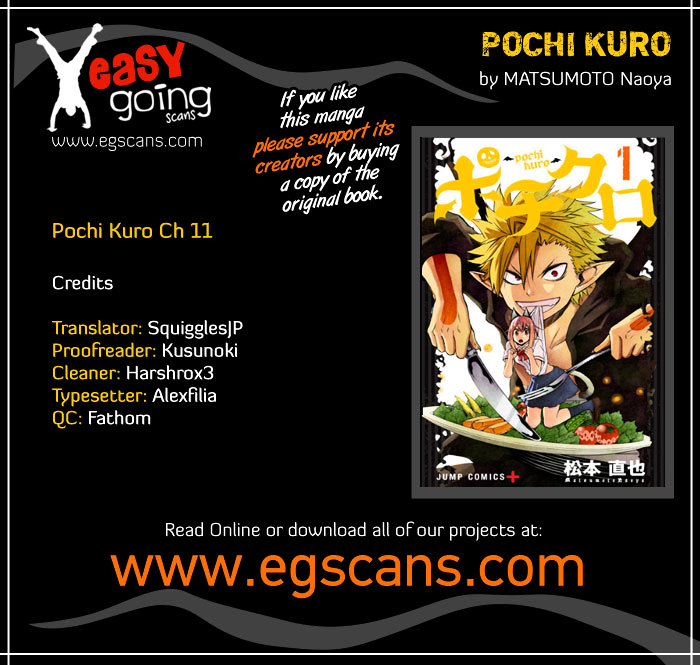 easy
going
scans
www.egscans.com
POCHI KURO
by MATSUMOTO Naoya
If you like
this manga
please support its
creators by buying
a copy of the
original book.
Pochi Kuro Ch 11
Credits
Translator: SquigglesJP
Proofreader: Kusunoki
Cleaner: Harshrox3
Typesetter: Alexfilia
QC: Fathom
pochi
kuro
1
ポチクロ
松本 直也
Matsumoto Naoya
JUMP COMICS+
Read Online or download all of our projects at:
www.egscans.com